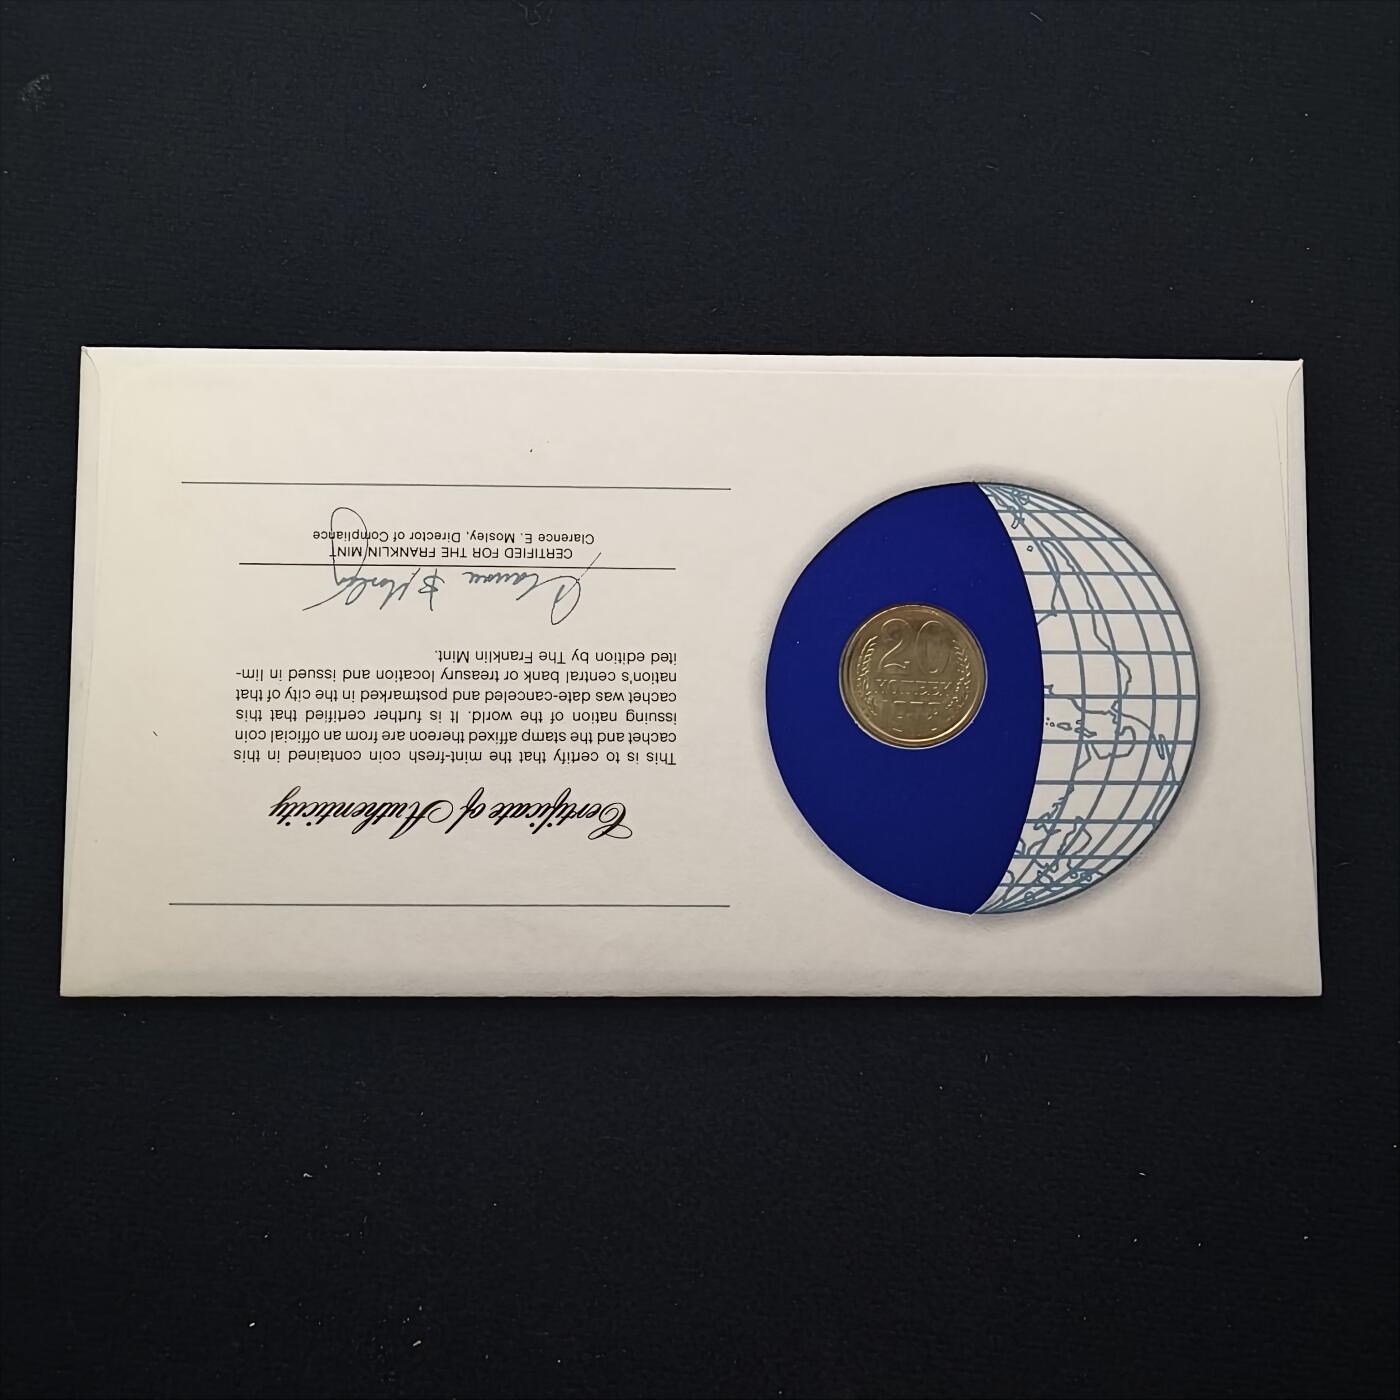 Certificate of Authenticity
This is to certify that the mint-fresh coin contained in this
cachet and the stamp affixed thereon are from an official coin
issuing nation of the world. It is further certified that this
cachet was date-canceled and postmarked in the city of that
nation's central bank or treasury location and issued in lim-
ited edition by The Franklin Mint.
CERTIFIED FOR THE FRANKLIN MINT
Clarence E. Mosley, Director of Compliance
20
КОПЕЕК